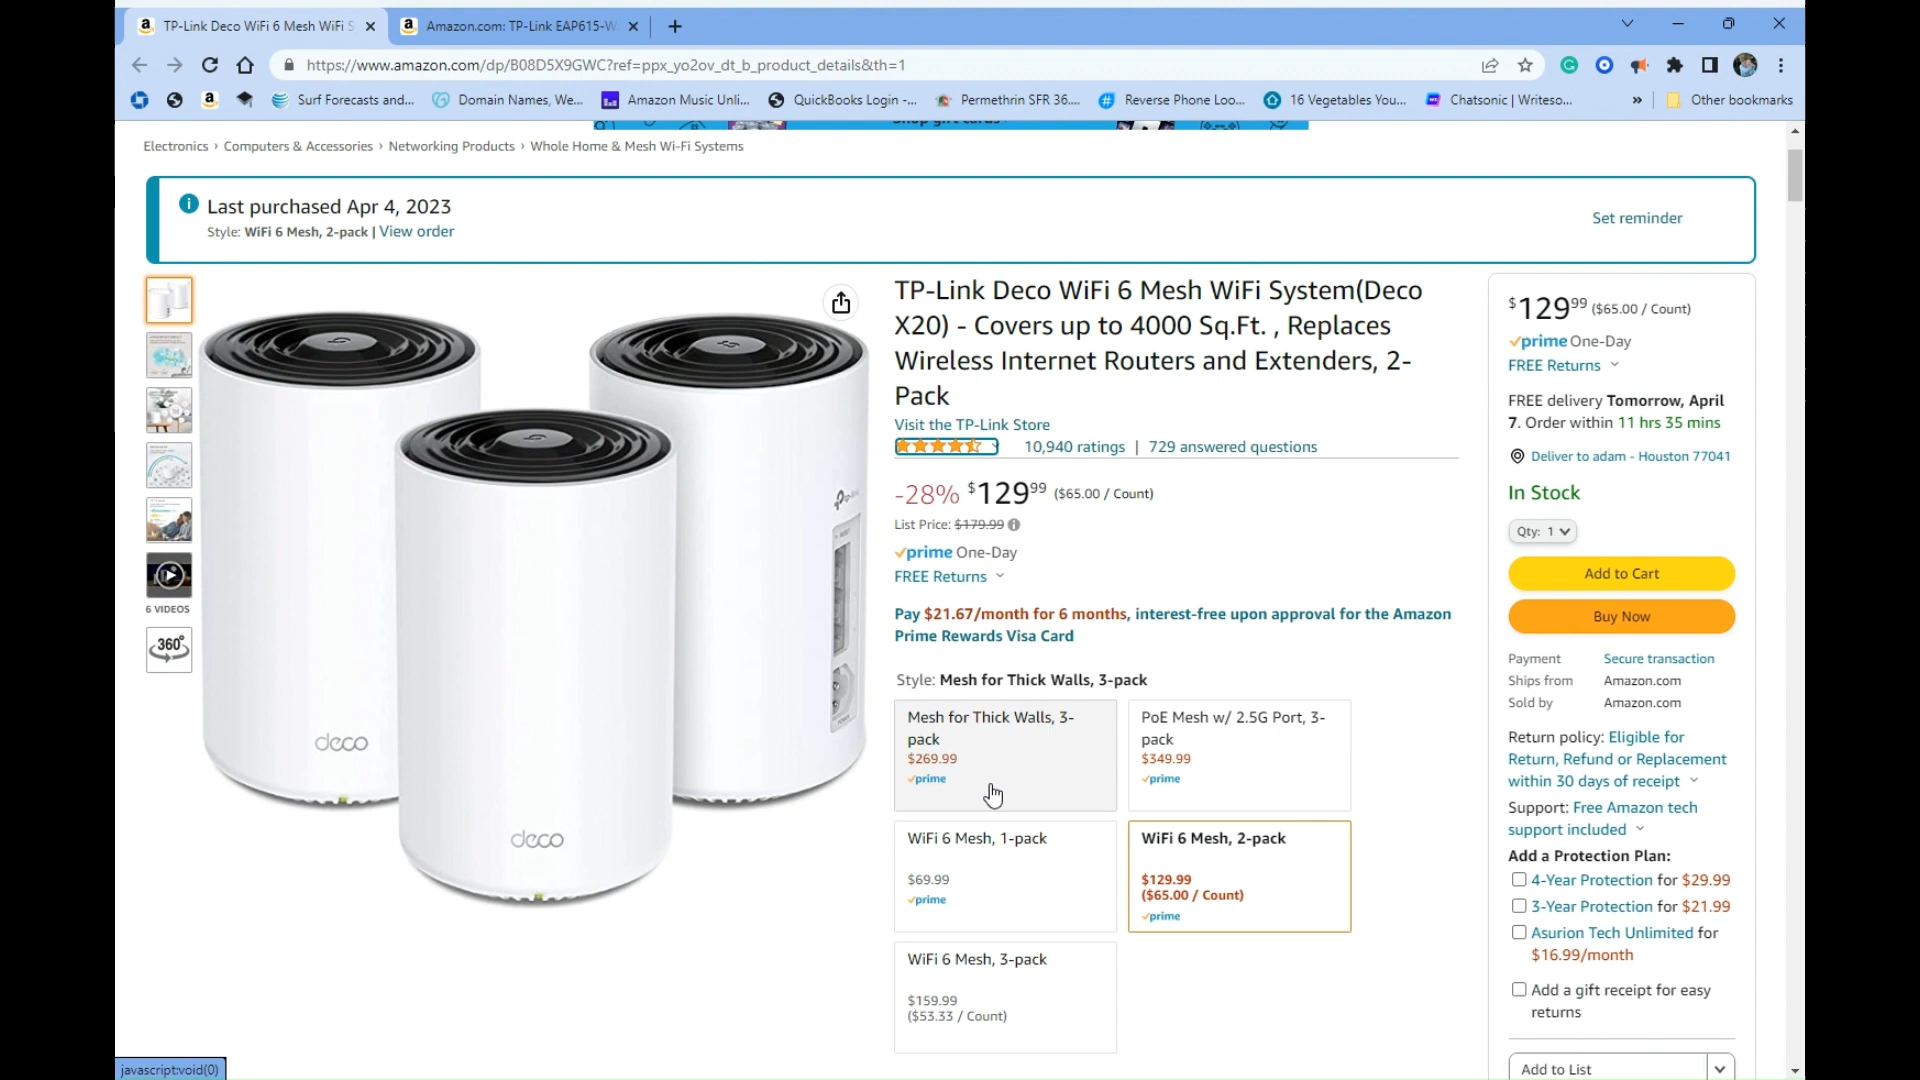 TP-Link Deco WiFi 6 Mesh WiFi S
Amazon.com: TP-Link EAP615-W
https://www.amazon.com/dp/B08D5X9GWC?ref=ppx_yo2ov_dt_b_product_details&th=1
Surf Forecasts and...
Domain Names, We...
Amazon Music Unli...
QuickBooks Login -...
Permethrin SFR 36....
Reverse Phone Loo...
16 Vegetables You...
Chatsonic | Writeso...
» Other bookmarks
Electronics › Computers & Accessories › Networking Products › Whole Home & Mesh Wi-Fi Systems
Last purchased Apr 4, 2023
Style: WiFi 6 Mesh, 2-pack | View order
Set reminder
6 VIDEOS
360°
tp-link
deco
deco
TP-Link Deco WiFi 6 Mesh WiFi System(Deco
X20) - Covers up to 4000 Sq.Ft. , Replaces
Wireless Internet Routers and Extenders, 2-
Pack
Visit the TP-Link Store
10,940 ratings | 729 answered questions
-28% $129.99 ($65.00 / Count)
List Price: $179.99
prime One-Day
FREE Returns
Pay $21.67/month for 6 months, interest-free upon approval for the Amazon
Prime Rewards Visa Card
Style: Mesh for Thick Walls, 3-pack
Mesh for Thick Walls, 3-
pack
$269.99
prime
PoE Mesh w/ 2.5G Port, 3-
pack
$349.99
prime
WiFi 6 Mesh, 1-pack
$69.99
prime
WiFi 6 Mesh, 2-pack
$129.99
($65.00 / Count)
prime
WiFi 6 Mesh, 3-pack
$159.99
($53.33 / Count)
$129.99 ($65.00 / Count)
prime One-Day
FREE Returns
FREE delivery Tomorrow, April
7. Order within 11 hrs 35 mins
Deliver to adam - Houston 77041
In Stock
Qty: 1
Add to Cart
Buy Now
Payment Secure transaction
Ships from Amazon.com
Sold by Amazon.com
Return policy: Eligible for
Return, Refund or Replacement
within 30 days of receipt
Support: Free Amazon tech
support included
Add a Protection Plan:
4-Year Protection for $29.99
3-Year Protection for $21.99
Asurion Tech Unlimited for
$16.99/month
Add a gift receipt for easy
returns
Add to List
javascript:void(0)